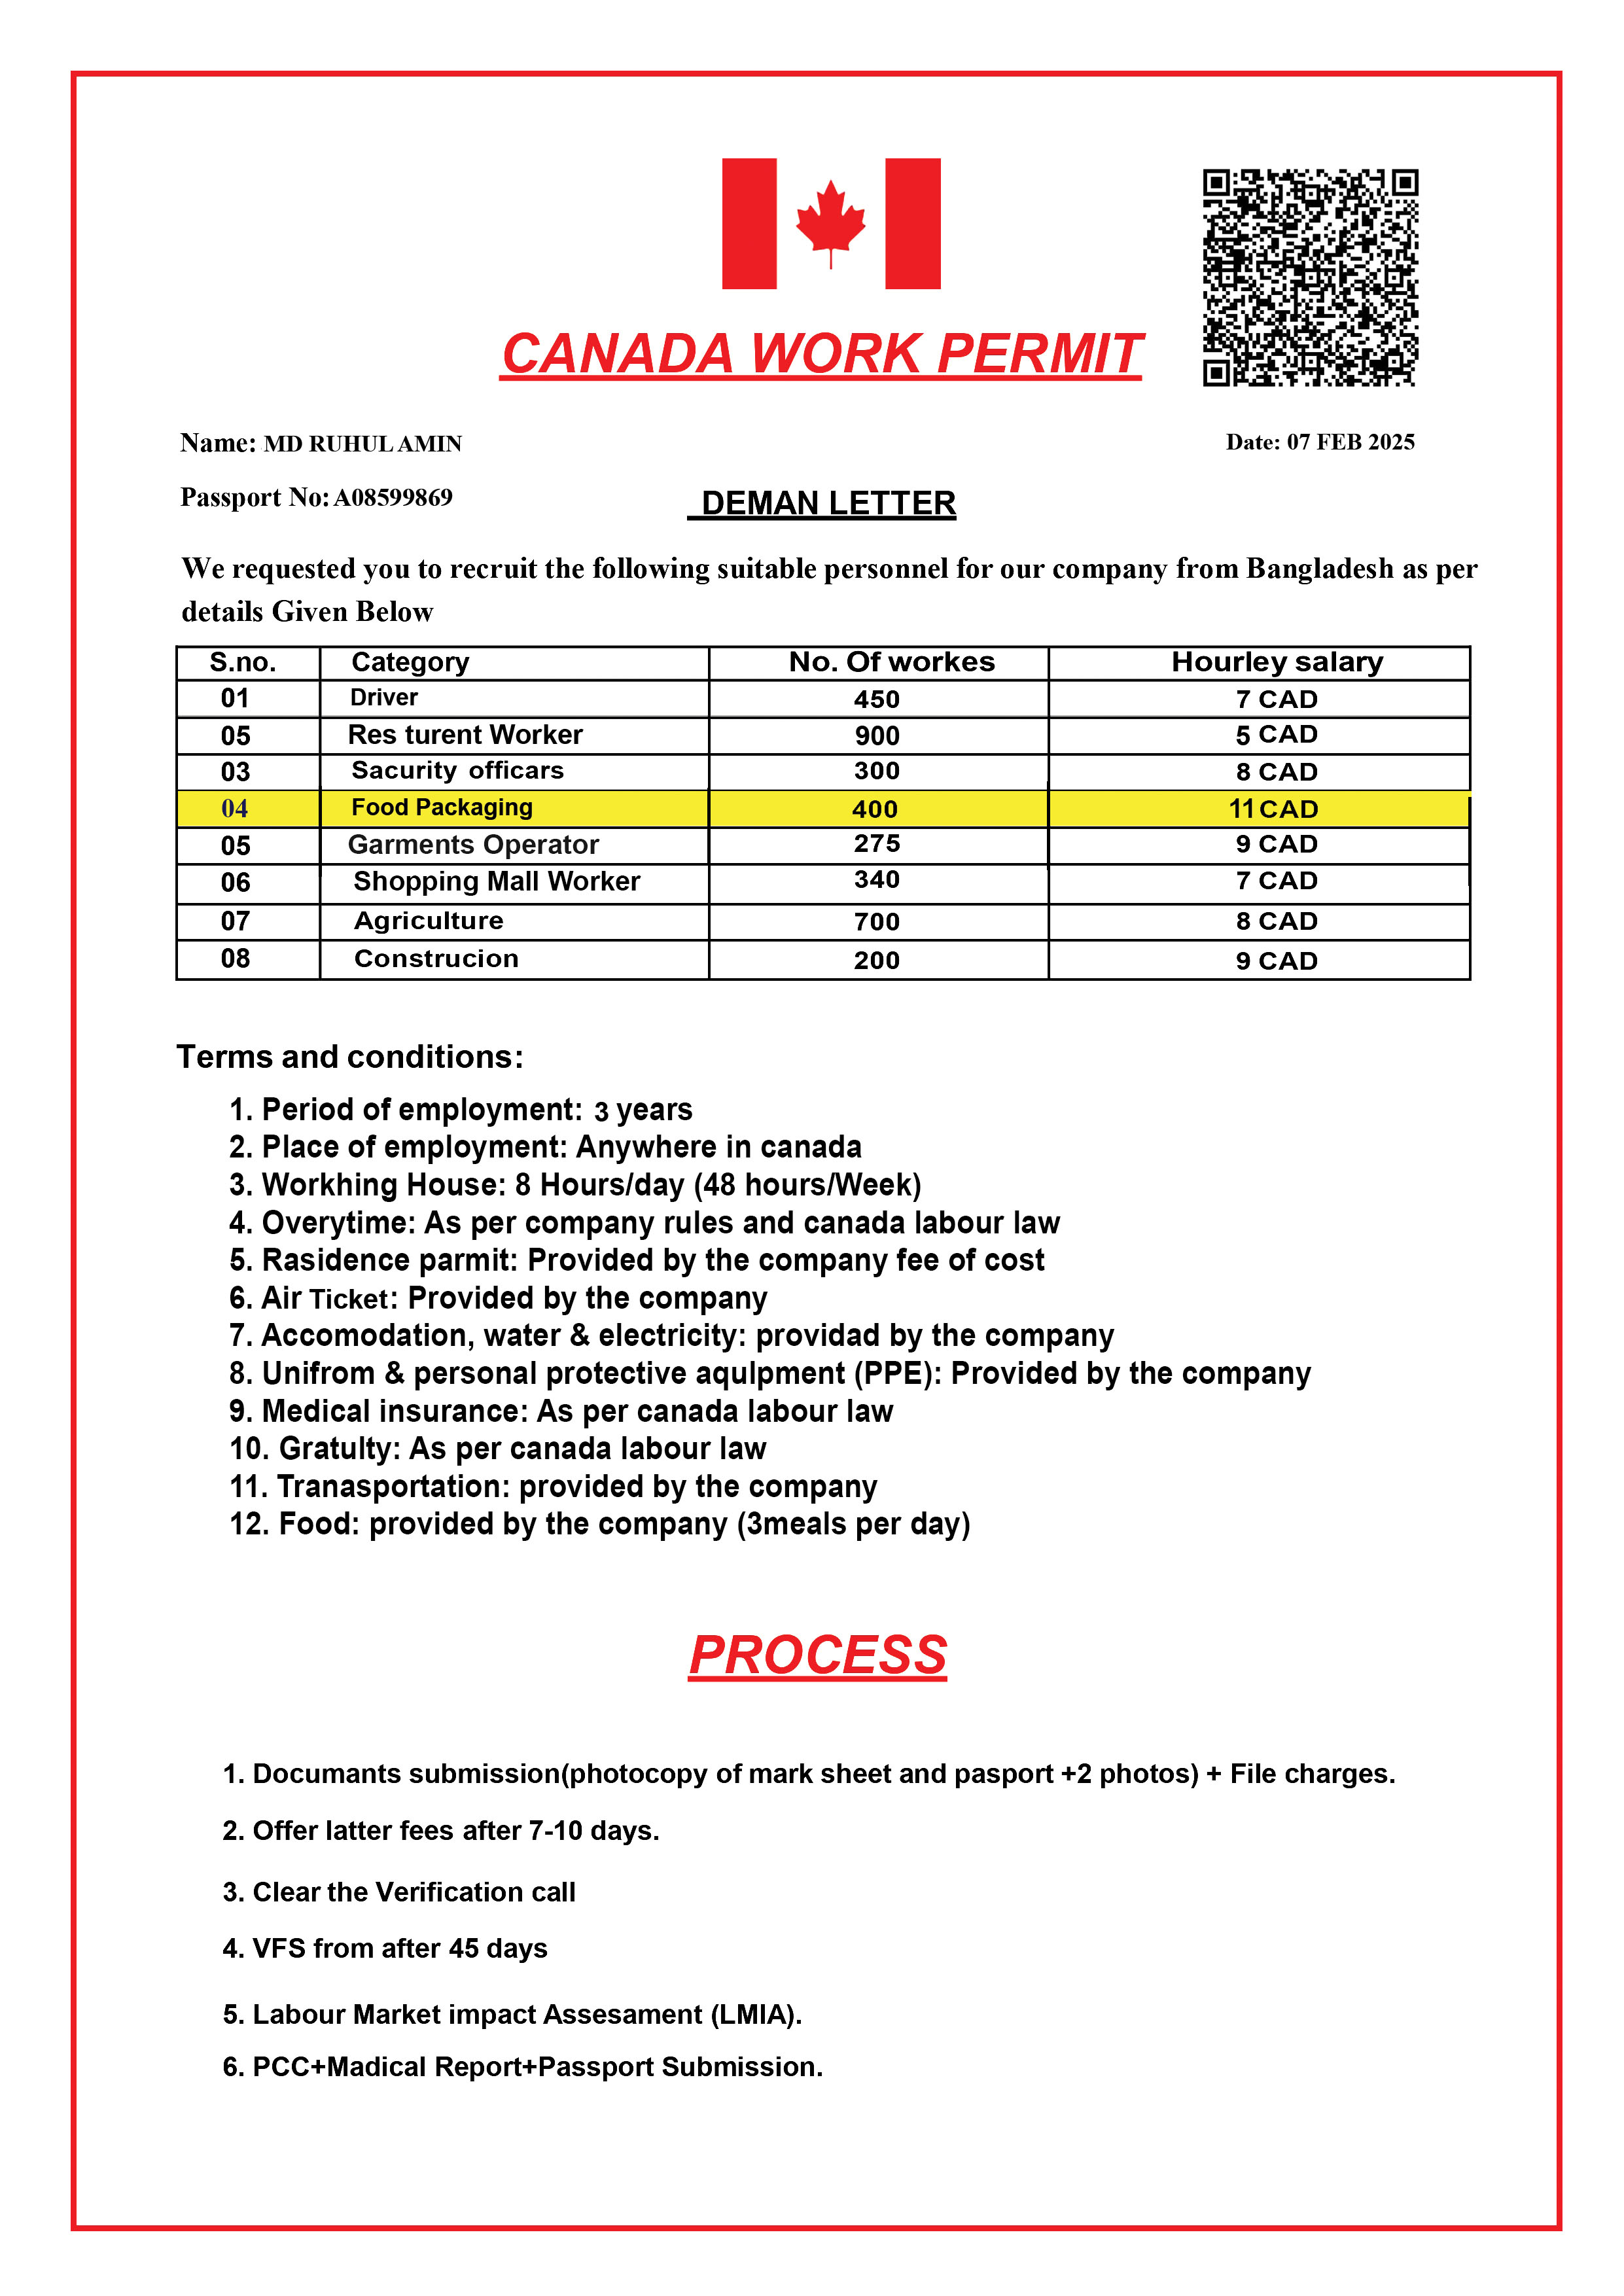 CANADA WORK PERMIT
Name: MD RUHUL AMIN
Date: 07 FEB 2025
Passport No: A08599869
DEMAN LETTER
We requested you to recruit the following suitable personnel for our company from Bangladesh as per
details Given Below
S.no. Category No. Of workes Hourley salary
01 Driver 450 7 CAD
05 Res turent Worker 900 5 CAD
03 Sacurity officars 300 8 CAD
04 Food Packaging 400 11 CAD
05 Garments Operator 275 9 CAD
06 Shopping Mall Worker 340 7 CAD
07 Agriculture 700 8 CAD
08 Construcion 200 9 CAD
Terms and conditions:
1. Period of employment: 3 years
2. Place of employment: Anywhere in canada
3. Workhing House: 8 Hours/day (48 hours/Week)
4. Overytime: As per company rules and canada labour law
5. Rasidence parmit: Provided by the company fee of cost
6. Air Ticket: Provided by the company
7. Accomodation, water & electricity: providad by the company
8. Unifrom & personal protective aqulpment (PPE): Provided by the company
9. Medical insurance: As per canada labour law
10. Gratulty: As per canada labour law
11. Tranasportation: provided by the company
12. Food: provided by the company (3meals per day)
PROCESS
1. Documants submission(photocopy of mark sheet and pasport +2 photos) + File charges.
2. Offer latter fees after 7-10 days.
3. Clear the Verification call
4. VFS from after 45 days
5. Labour Market impact Assesament (LMIA).
6. PCC+Madical Report+Passport Submission.